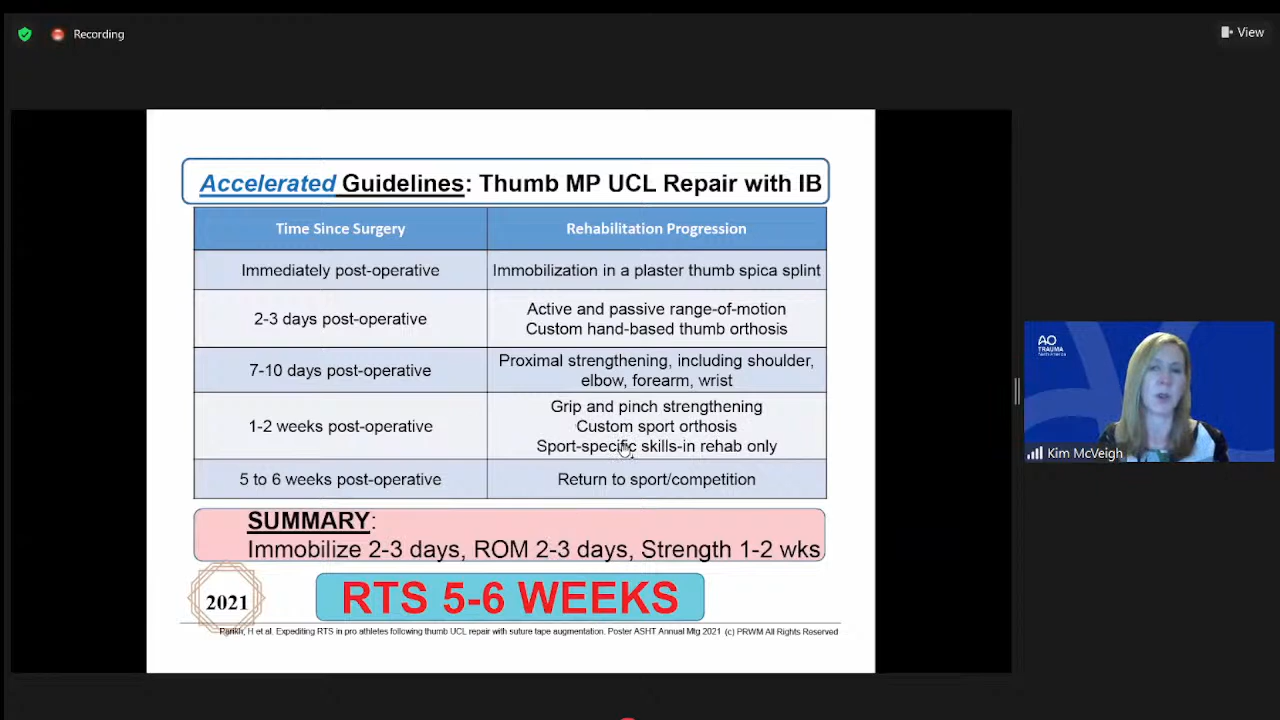 Recording
View
Accelerated Guidelines: Thumb MP UCL Repair with IB
Time Since Surgery
Rehabilitation Progression
Immediately post-operative
Immobilization in a plaster thumb spica splint
2-3 days post-operative
Active and passive range-of-motion
Custom hand-based thumb orthosis
7-10 days post-operative
Proximal strengthening, including shoulder,
elbow, forearm, wrist
1-2 weeks post-operative
Grip and pinch strengthening
Custom sport orthosis
Sport-specific skills-in rehab only
5 to 6 weeks post-operative
Return to sport/competition
SUMMARY:
Immobilize 2-3 days, ROM 2-3 days, Strength 1-2 wks
2021
RTS 5-6 WEEKS
Parikh, H et al. Expediting RTS in pro athletes following thumb UCL repair with suture tape augmentation. Poster ASHT Annual Mtg 2021 (c) PRWM All Rights Reserved
AO
TRAUMA
North America
Kim McVeigh